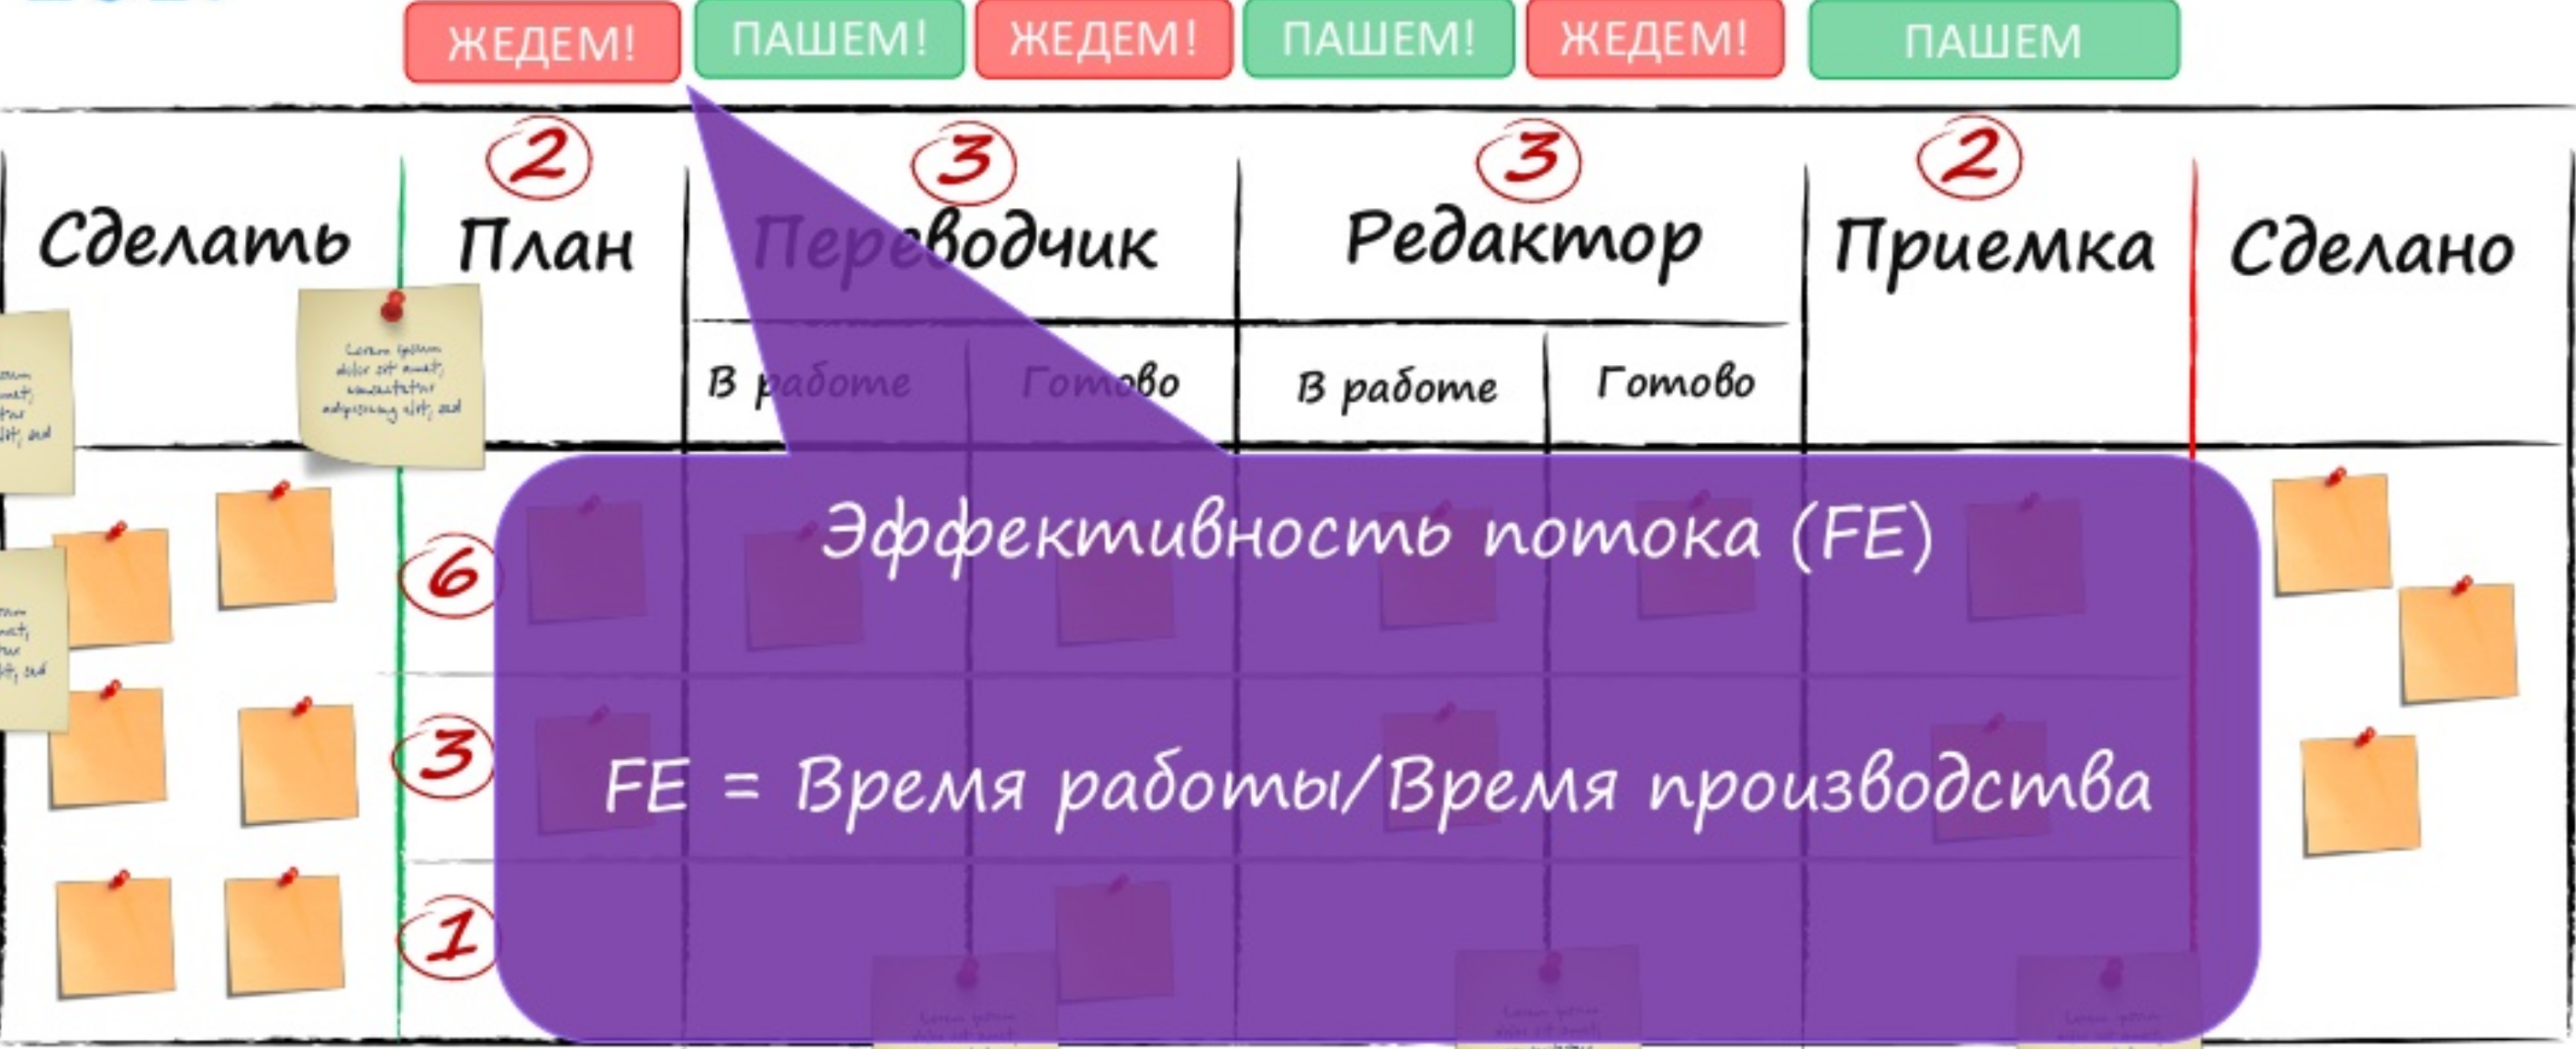 ЖЕДЕМ! ПАШЕМ! ЖЕДЕМ! ПАШЕМ! ЖЕДЕМ! ПАШЕМ
2 3 3 2
Сделать План Переводчик Редактор Приемка Сделано
В работе Готово В работе Готово
Lorem ipsum
dolor sit amet,
consectetur
adipiscing elit, sed
Эффективность потока (FE)
6
3
FE = Время работы/Время производства
1